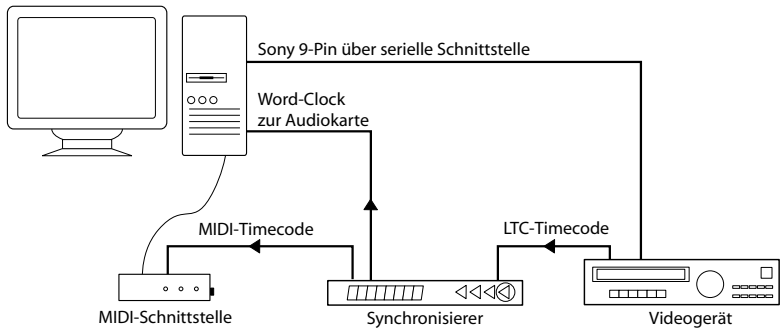 Sony 9-Pin über serielle Schnittstelle
Word-Clock
zur Audiokarte
MIDI-Timecode
LTC-Timecode
MIDI-Schnittstelle
Synchronisierer
Videogerät